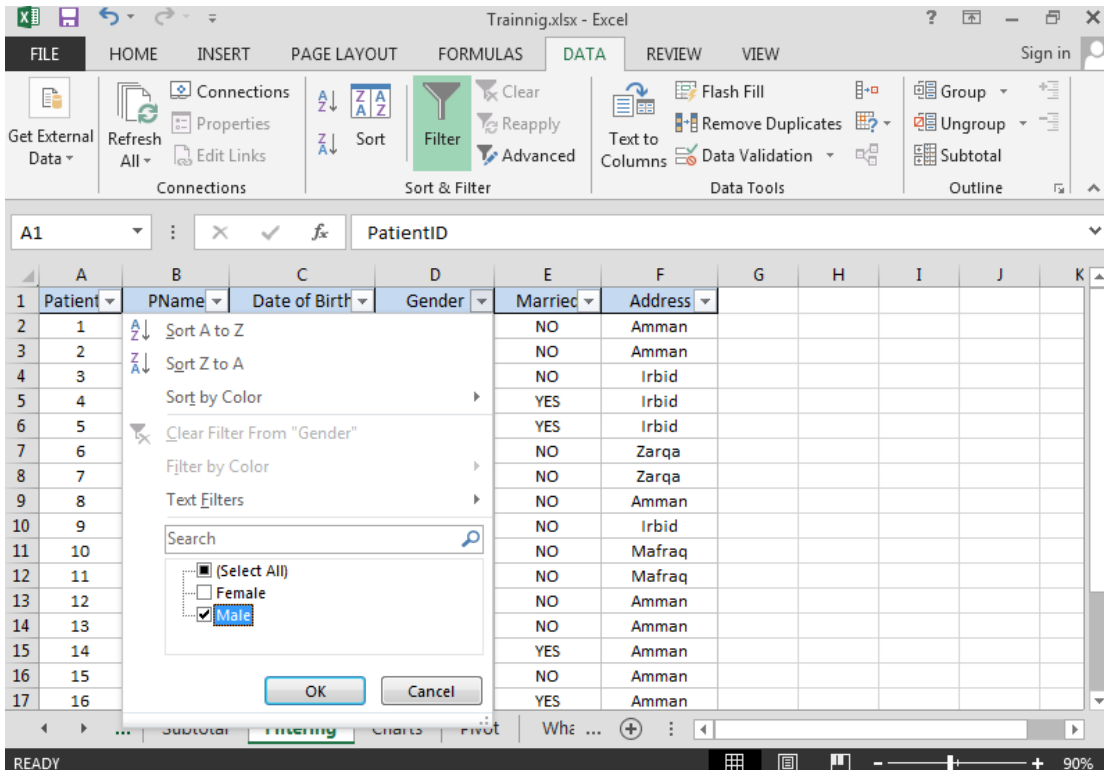 Trainnig.xlsx - Excel
FILE HOME INSERT PAGE LAYOUT FORMULAS DATA REVIEW VIEW Sign in
Get External Data
Refresh All
Connections
Properties
Edit Links
Connections
Sort
Filter
Clear
Reapply
Advanced
Sort & Filter
Text to Columns
Flash Fill
Remove Duplicates
Data Validation
Data Tools
Group
Ungroup
Subtotal
Outline
A1 fx PatientID
A B C D E F G H I J K
1 Patient PName Date of Birth Gender Married Address
2 1 NO Amman
3 2 NO Amman
4 3 NO Irbid
5 4 YES Irbid
6 5 YES Irbid
7 6 NO Zarqa
8 7 NO Zarqa
9 8 NO Amman
10 9 NO Irbid
11 10 NO Mafraq
12 11 NO Mafraq
13 12 NO Amman
14 13 NO Amman
15 14 YES Amman
16 15 NO Amman
17 16 YES Amman
Sort A to Z
Sort Z to A
Sort by Color
Clear Filter From "Gender"
Filter by Color
Text Filters
Search
(Select All)
Female
Male
OK Cancel
... Subtotal Filtering Charts Pivot Wha ...
READY 90%